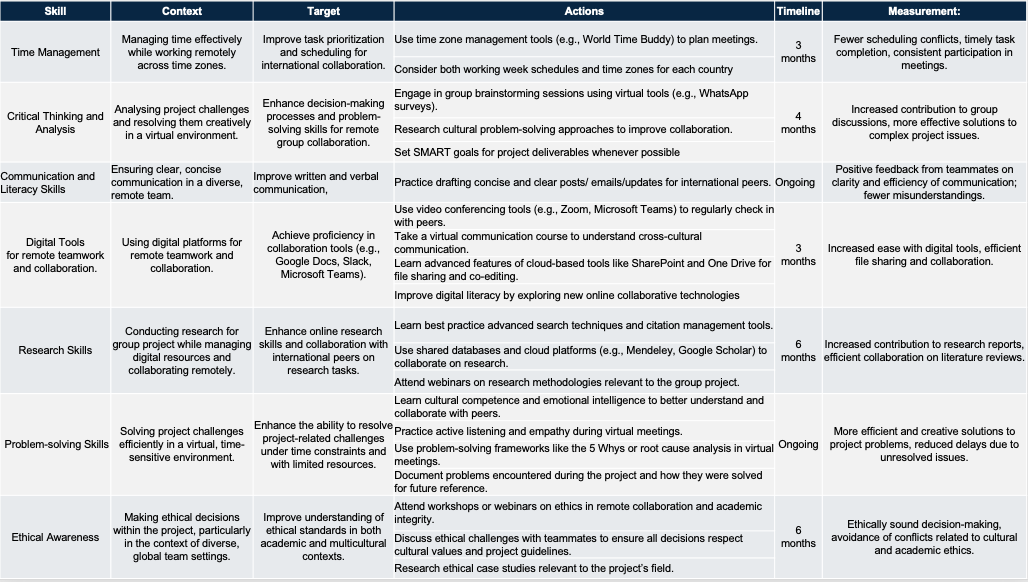 Skill Context Target Actions Timeline Measurement:
Time Management
Managing time effectively
while working remotely
across time zones.
Improve task prioritization
and scheduling for
international collaboration.
Use time zone management tools (e.g., World Time Buddy) to plan meetings.
Consider both working week schedules and time zones for each country
3
months
Fewer scheduling conflicts, timely task
completion, consistent participation in
meetings.
Critical Thinking and
Analysis
Analysing project challenges
and resolving them creatively
in a virtual environment.
Enhance decision-making
processes and problem-
solving skills for remote
group collaboration.
Engage in group brainstorming sessions using virtual tools (e.g., WhatsApp
surveys).
Research cultural problem-solving approaches to improve collaboration.
Set SMART goals for project deliverables whenever possible
4
months
Increased contribution to group
discussions, more effective solutions to
complex project issues.
Communication and
Literacy Skills
Ensuring clear, concise
communication in a diverse,
remote team.
Improve written and verbal
communication,
Practice drafting concise and clear posts/ emails/updates for international peers.
Ongoing
Positive feedback from teammates on
clarity and efficiency of communication;
fewer misunderstandings.
Digital Tools
for remote teamwork
and collaboration.
Using digital platforms for
remote teamwork and
collaboration.
Achieve proficiency in
collaboration tools (e.g.,
Google Docs, Slack,
Microsoft Teams).
Use video conferencing tools (e.g., Zoom, Microsoft Teams) to regularly check in
with peers.
Take a virtual communication course to understand cross-cultural
communication.
Learn advanced features of cloud-based tools like SharePoint and One Drive for
file sharing and co-editing.
Improve digital literacy by exploring new online collaborative technologies
3
months
Increased ease with digital tools, efficient
file sharing and collaboration.
Research Skills
Conducting research for
group project while managing
digital resources and
collaborating remotely.
Enhance online research
skills and collaboration with
international peers on
research tasks.
Learn best practice advanced search techniques and citation management tools.
Use shared databases and cloud platforms (e.g., Mendeley, Google Scholar) to
collaborate on research.
Attend webinars on research methodologies relevant to the group project.
6
months
Increased contribution to research reports,
efficient collaboration on literature reviews.
Problem-solving Skills
Solving project challenges
efficiently in a virtual, time-
sensitive environment.
Enhance the ability to resolve
project-related challenges
under time constraints and
with limited resources.
Learn cultural competence and emotional intelligence to better understand and
collaborate with peers.
Practice active listening and empathy during virtual meetings.
Use problem-solving frameworks like the 5 Whys or root cause analysis in virtual
meetings.
Document problems encountered during the project and how they were solved
for future reference.
Ongoing
More efficient and creative solutions to
project problems, reduced delays due to
unresolved issues.
Ethical Awareness
Making ethical decisions
within the project, particularly
in the context of diverse,
global team settings.
Improve understanding of
ethical standards in both
academic and multicultural
contexts.
Attend workshops or webinars on ethics in remote collaboration and academic
integrity.
Discuss ethical challenges with teammates to ensure all decisions respect
cultural values and project guidelines.
Research ethical case studies relevant to the project's field.
6
months
Ethically sound decision-making,
avoidance of conflicts related to cultural
and academic ethics.